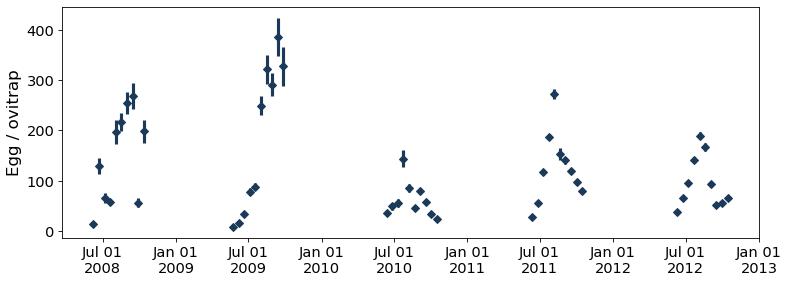 Egg / ovitrap
400
300
200
100
0
Jul 01 2008
Jan 01 2009
Jul 01 2009
Jan 01 2010
Jul 01 2010
Jan 01 2011
Jul 01 2011
Jan 01 2012
Jul 01 2012
Jan 01 2013